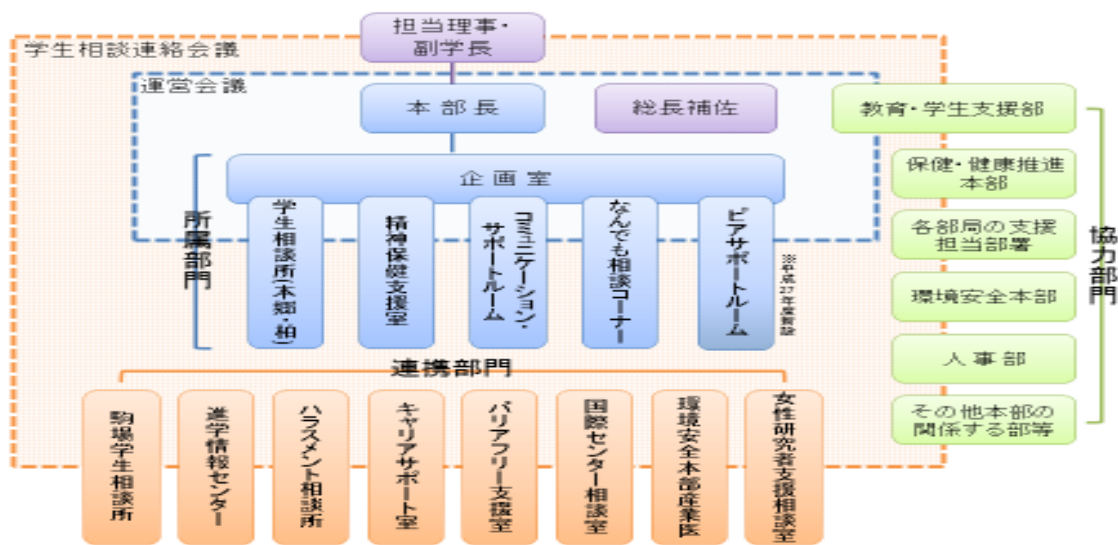 担当理事・
副学長
学生相談連絡会議
運営会議
本部長
総長補佐
教育・学生支援部
保健・健康推進
本部
各部局の支援
担当部署
環境安全本部
人事部
その他本部の
関係する部等
協力部門
企画室
所属部門
学生相談所(本郷・柏)
精神保健支援室
コミュニケーション・
サポートルーム
なんでも相談コーナー
ピアサポートルーム
※平成27年度新設
連携部門
駒場学生相談所
進学情報センター
ハラスメント相談所
キャリアサポート室
バリアフリー支援室
国際センター相談室
環境安全本部産業医
女性研究者支援相談室